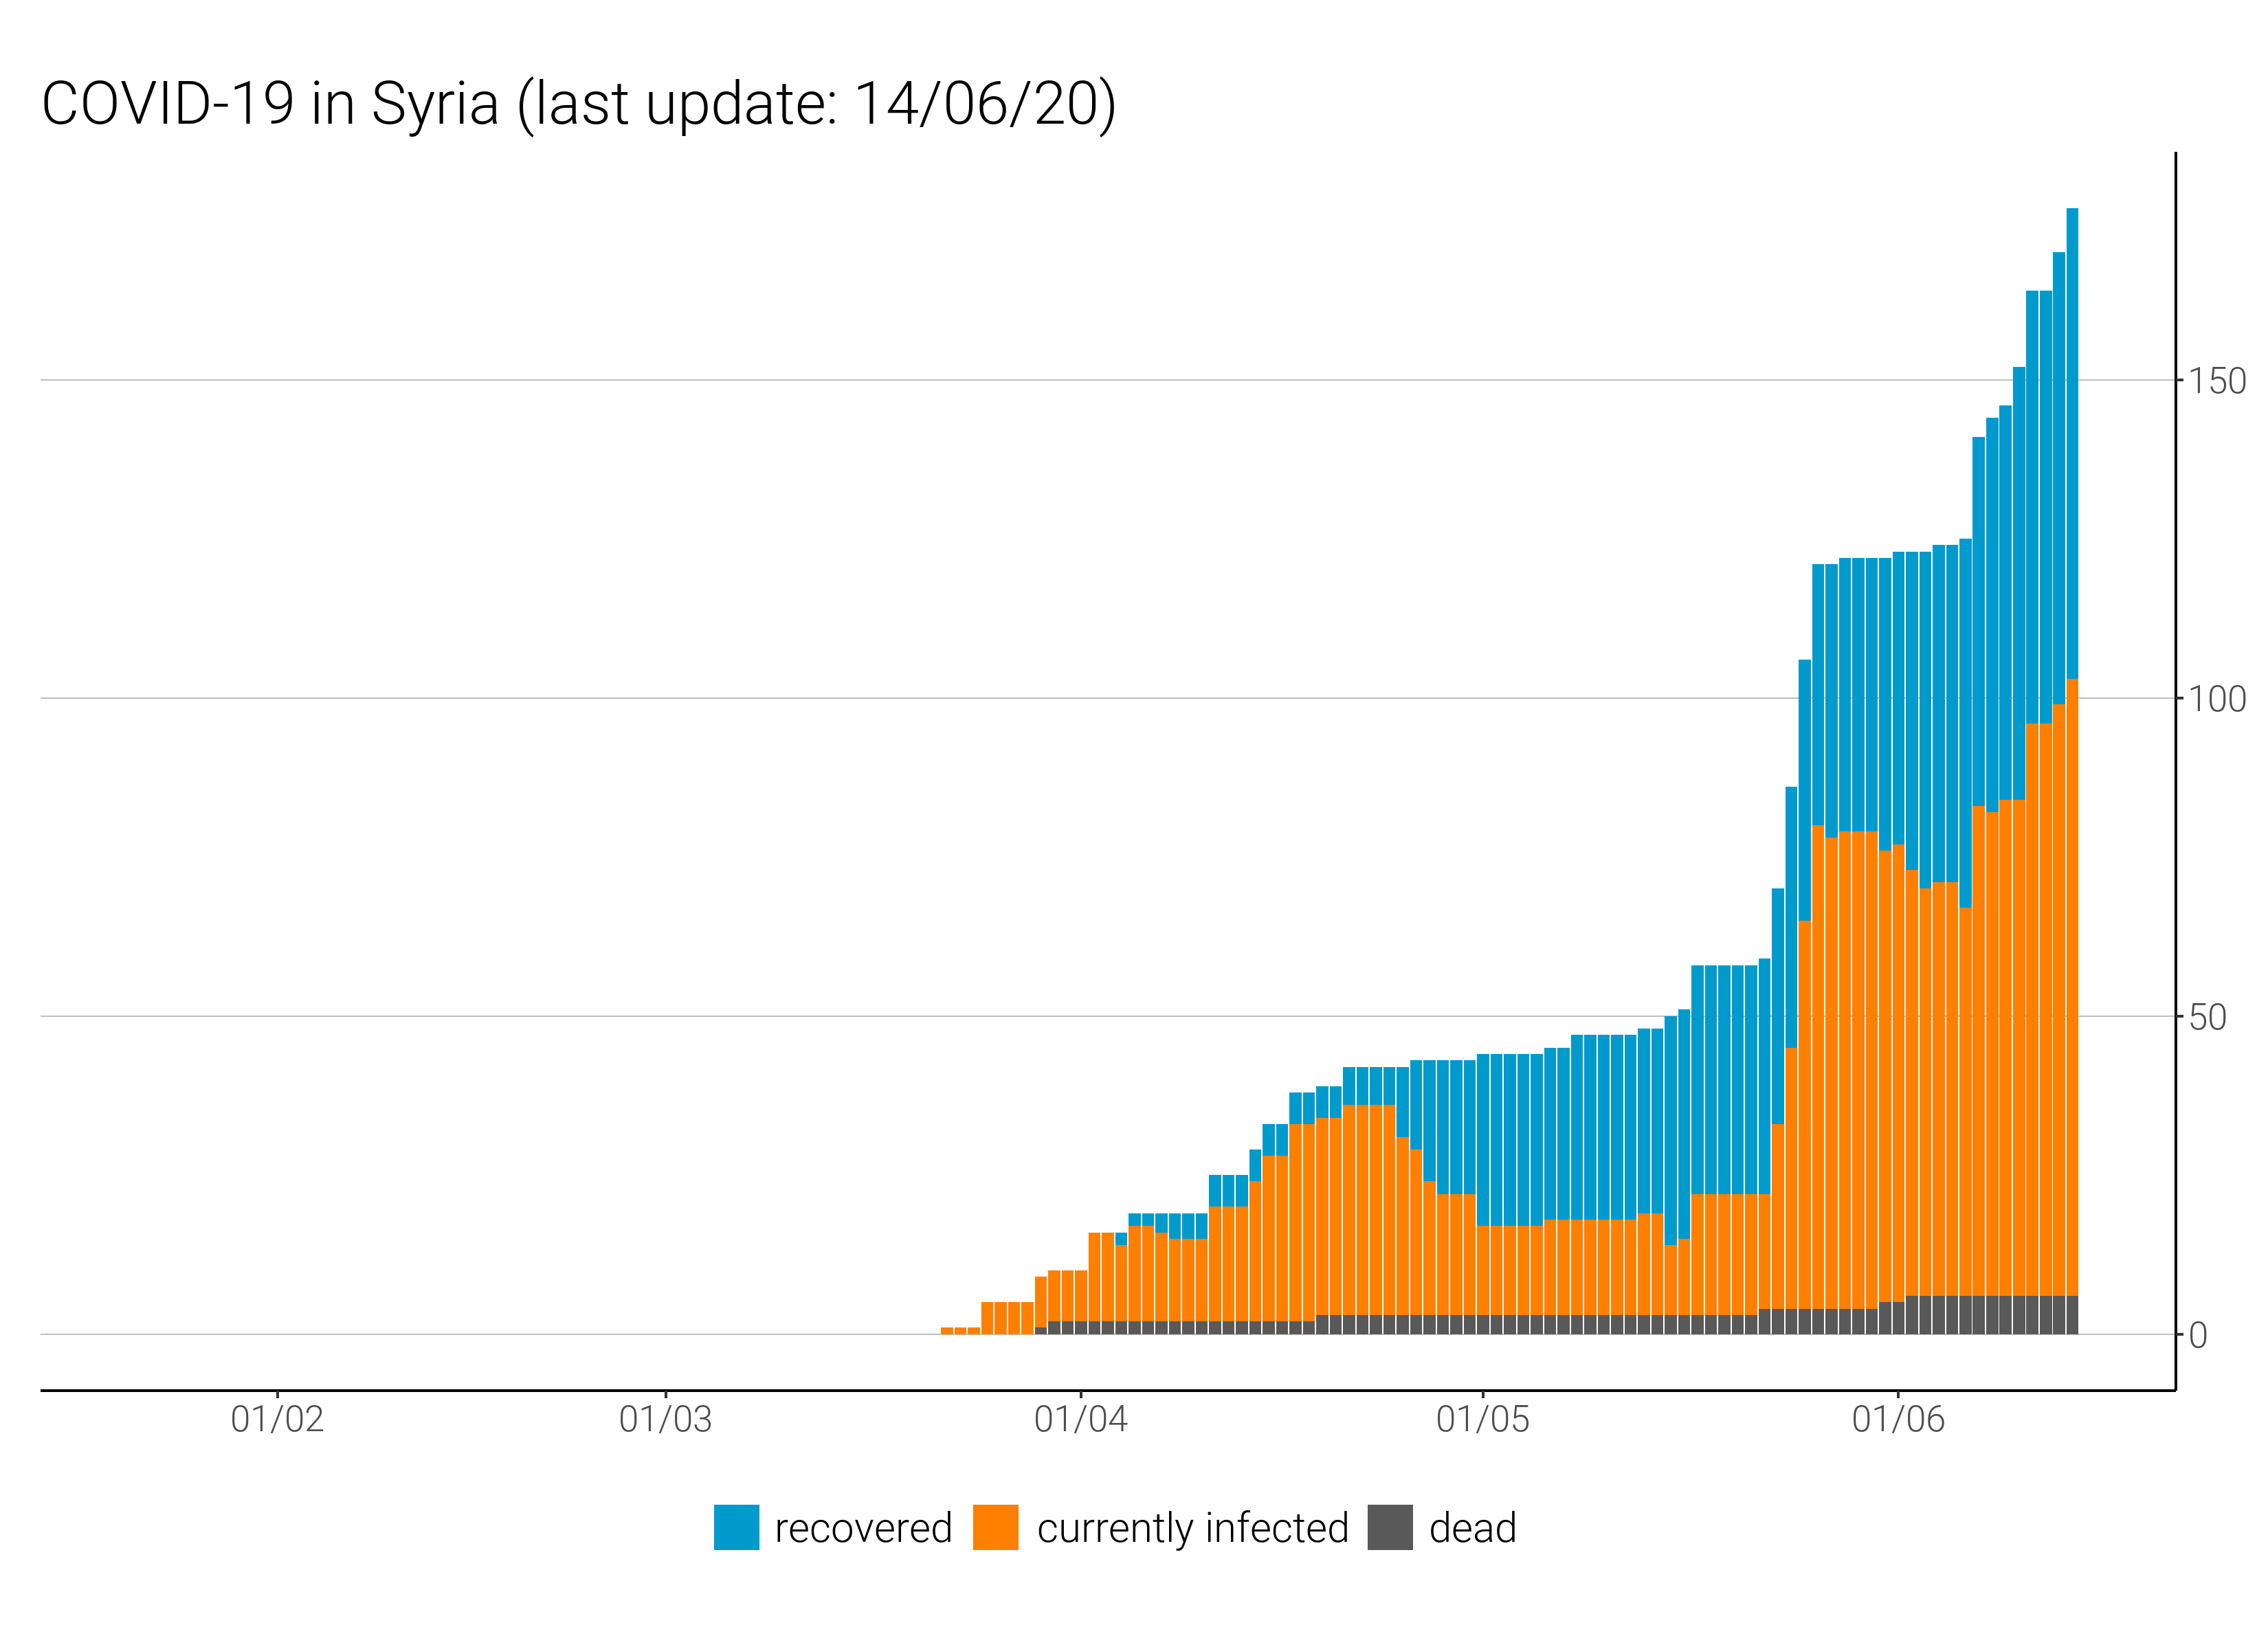 COVID-19 in Syria (last update: 14/06/20)
150
100
50
0
01/02 01/03 01/04 01/05 01/06
recovered currently infected dead